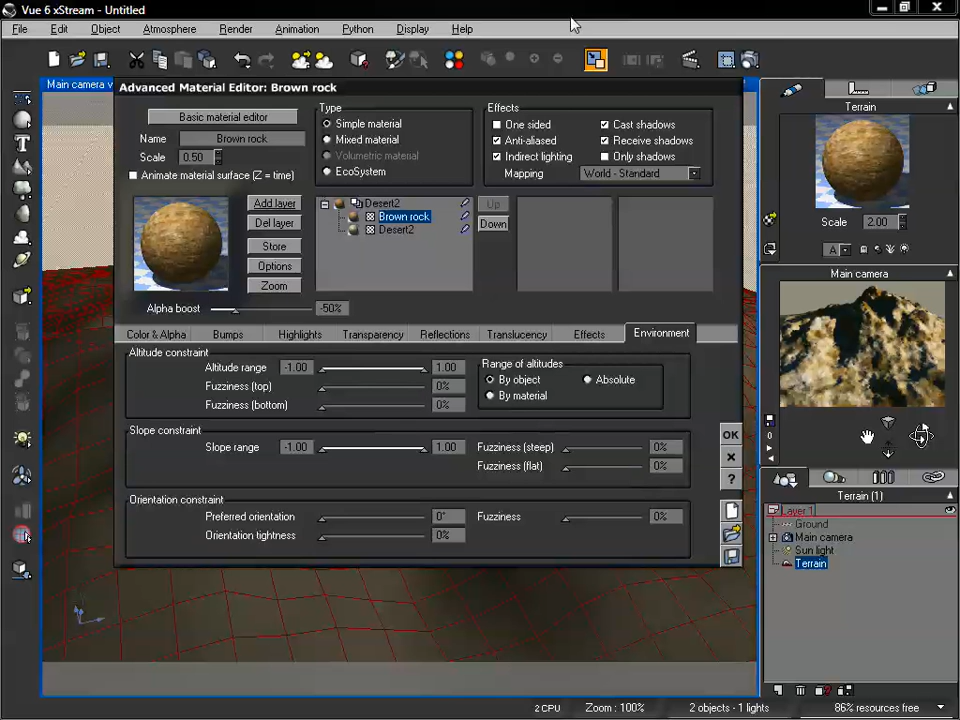 Vue 6 xStream - Untitled
File Edit Object Atmosphere Render Animation Python Display Help
Main camera v
Advanced Material Editor: Brown rock
Basic material editor
Name Brown rock
Scale 0.50
Animate material surface (Z = time)
Type
Simple material
Mixed material
Volumetric material
EcoSystem
Effects
One sided Cast shadows
Anti-aliased Receive shadows
Indirect lighting Only shadows
Mapping World - Standard
Add layer
Del layer
Store
Options
Zoom
Desert2
Brown rock
Desert2
Up
Down
Alpha boost -50%
Color & Alpha Bumps Highlights Transparency Reflections Translucency Effects Environment
Altitude constraint
Altitude range -1.00 1.00
Fuzziness (top) 0%
Fuzziness (bottom) 0%
Range of altitudes
By object Absolute
By material
Slope constraint
Slope range -1.00 1.00 Fuzziness (steep) 0%
Fuzziness (flat) 0%
Orientation constraint
Preferred orientation 0° Fuzziness 0%
Orientation tightness 0%
OK
?
Terrain
Scale 2.00
A
Main camera
0
Terrain (1)
Layer 1
Ground
Main camera
Sun light
Terrain
2 CPU Zoom : 100% 2 objects - 1 lights 86% resources free